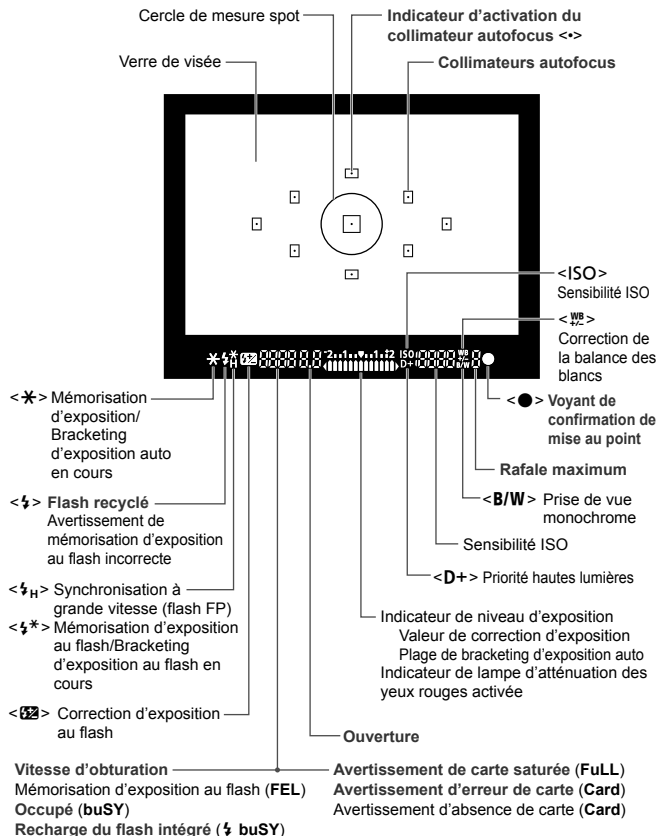 Cercle de mesure spot
Indicateur d'activation du
collimateur autofocus <•>
Verre de visée
Collimateurs autofocus
<ISO>
Sensibilité ISO
<WB +/->
Correction de
la balance des
blancs
<●> Voyant de
confirmation de
mise au point
Rafale maximum
<B/W> Prise de vue
monochrome
Sensibilité ISO
<D+> Priorité hautes lumières
<✱> Mémorisation
d'exposition/
Bracketing
d'exposition auto
en cours
<⚡> Flash recyclé
Avertissement de
mémorisation d'exposition
au flash incorrecte
<⚡H> Synchronisation à
grande vitesse (flash FP)
<⚡*> Mémorisation d'exposition
au flash/Bracketing
d'exposition au flash en
cours
<⚡±> Correction d'exposition
au flash
Indicateur de niveau d'exposition
Valeur de correction d'exposition
Plage de bracketing d'exposition auto
Indicateur de lampe d'atténuation des
yeux rouges activée
Ouverture
Vitesse d'obturation
Mémorisation d'exposition au flash (FEL)
Occupé (buSY)
Recharge du flash intégré (⚡ buSY)
Avertissement de carte saturée (FuLL)
Avertissement d'erreur de carte (Card)
Avertissement d'absence de carte (Card)